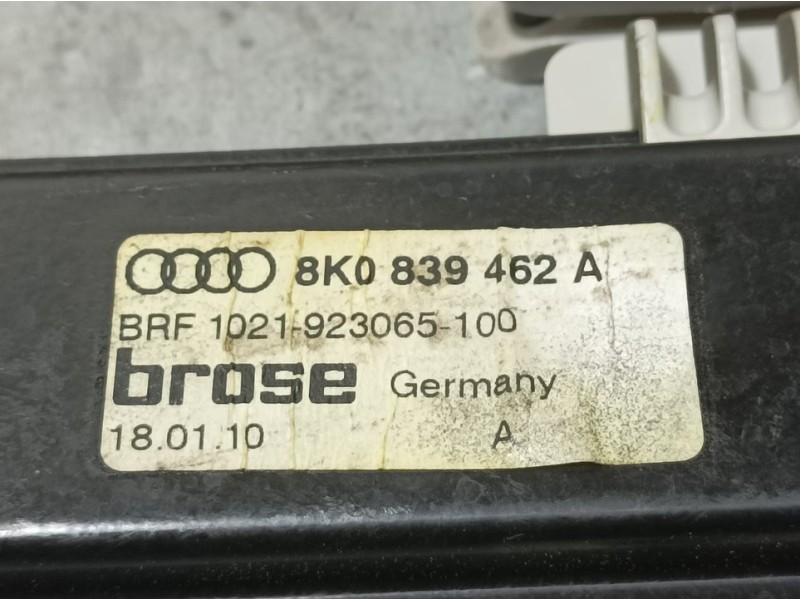 8K0 839 462 A
BRF 1021-923065-100
brose Germany
18.01.10 A